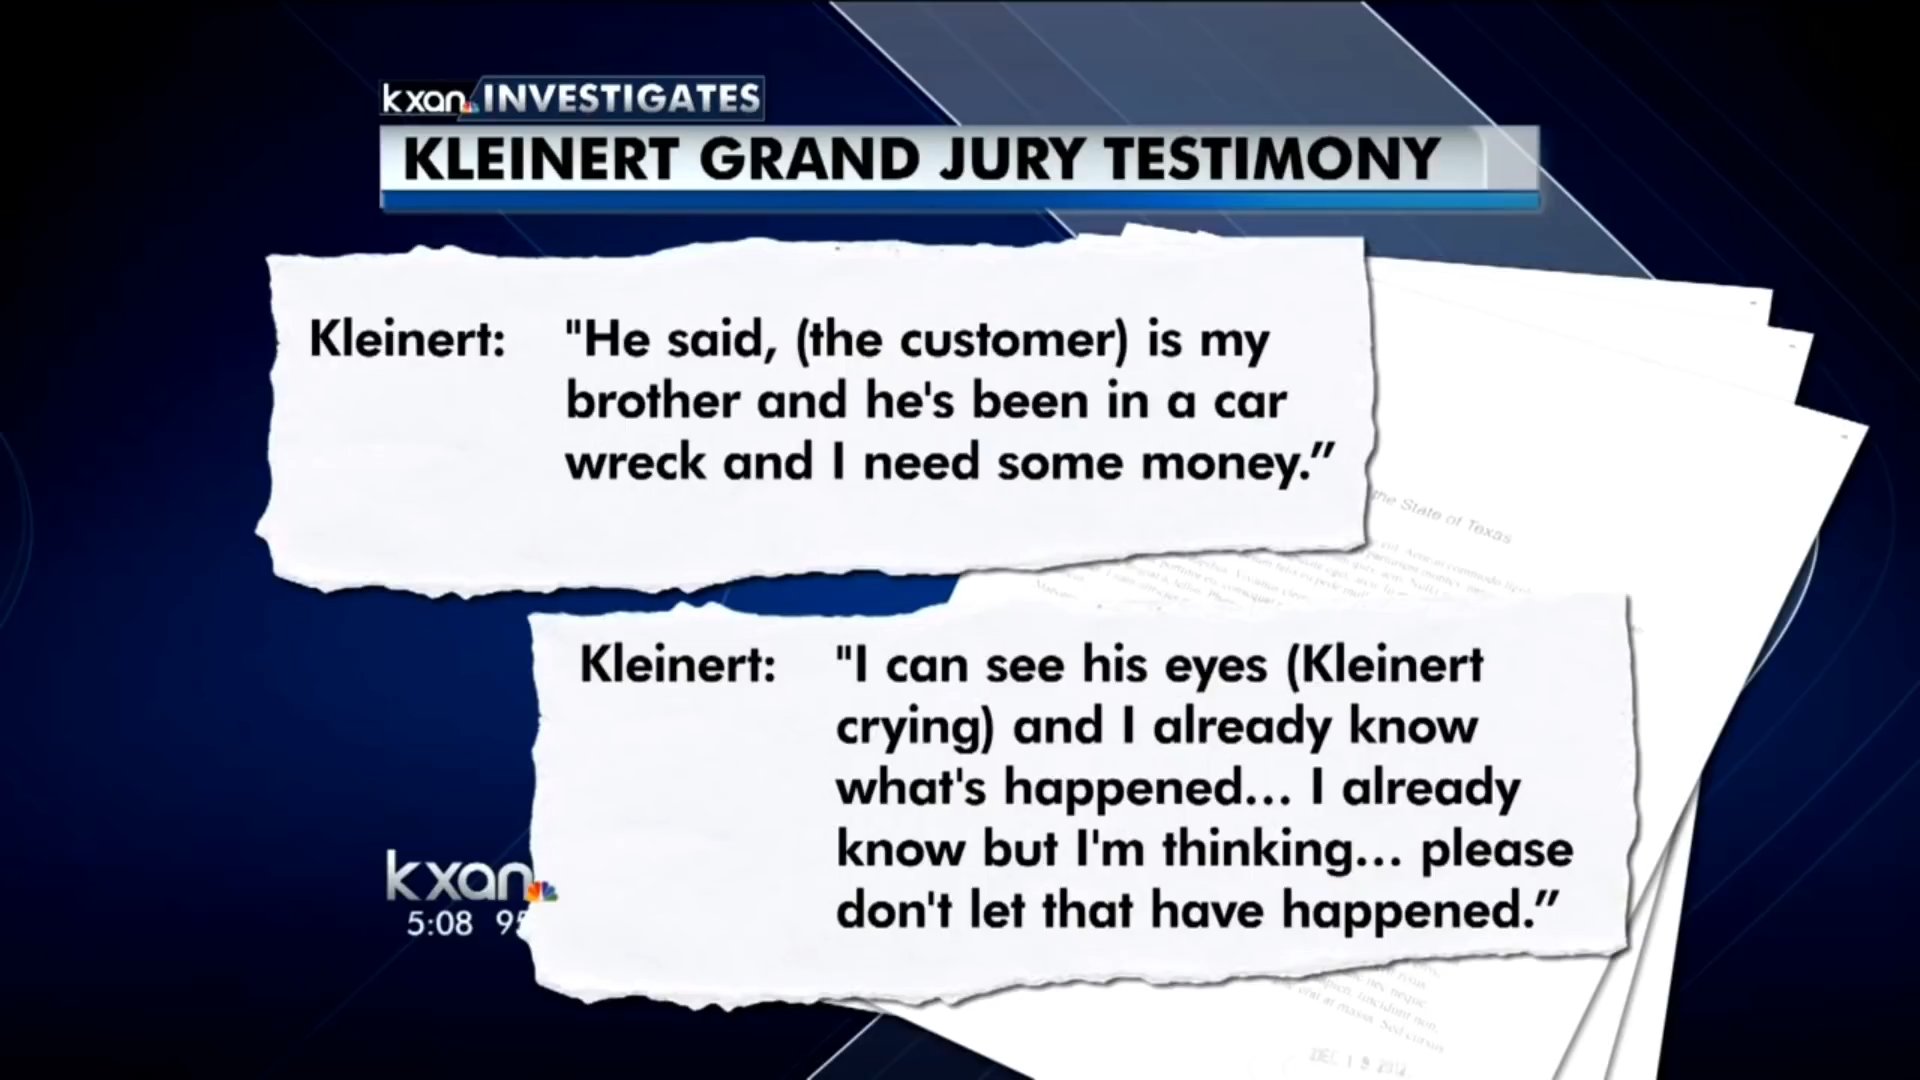 kxan INVESTIGATES
KLEINERT GRAND JURY TESTIMONY
Kleinert: "He said, (the customer) is my
brother and he's been in a car
wreck and I need some money.”
the State of Texas
Kleinert: "I can see his eyes (Kleinert
crying) and I already know
what's happened... I already
know but I'm thinking... please
don't let that have happened.”
kxan
5:08